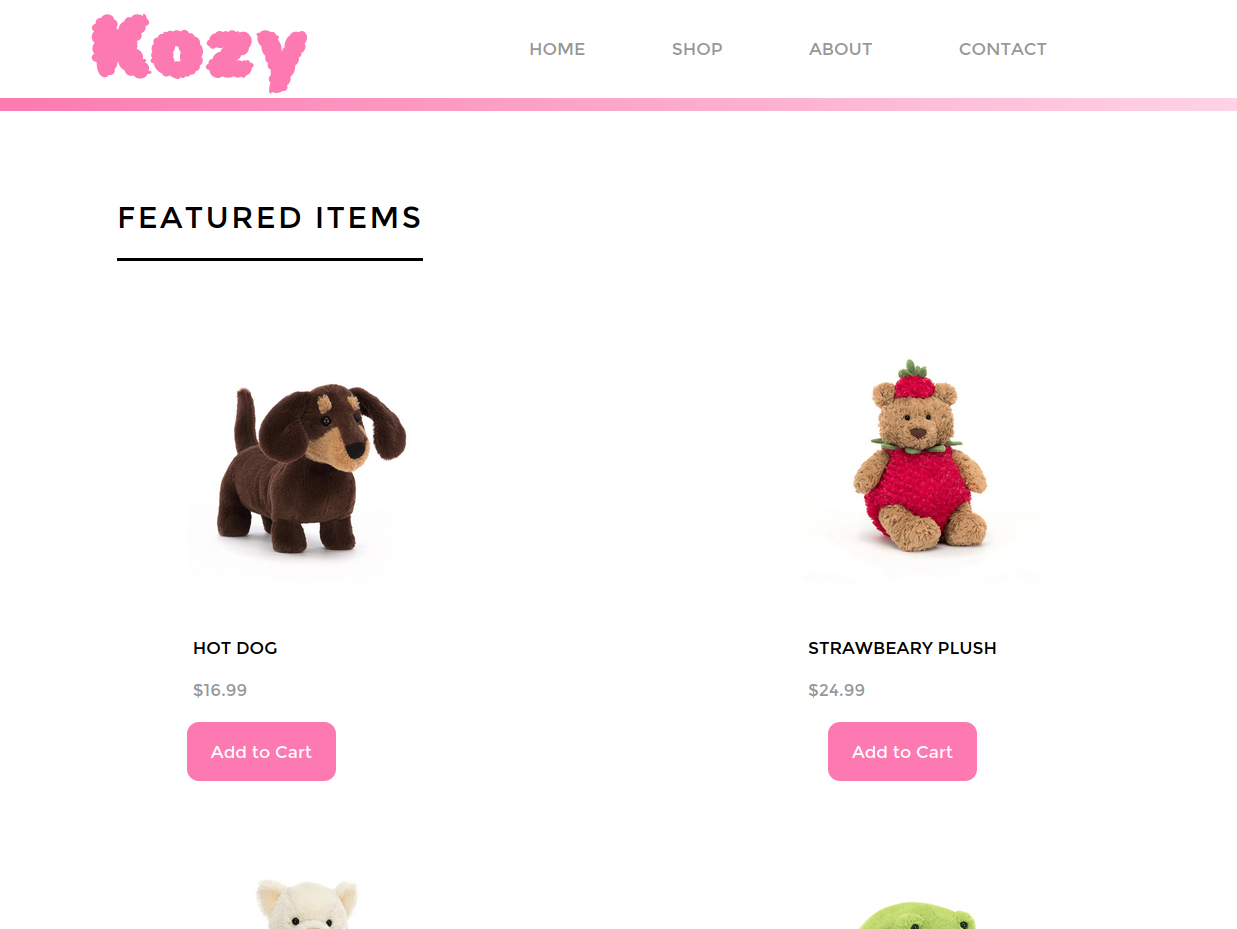 Kozy
HOME SHOP ABOUT CONTACT
FEATURED ITEMS
HOT DOG
$16.99
Add to Cart
STRAWBEARY PLUSH
$24.99
Add to Cart